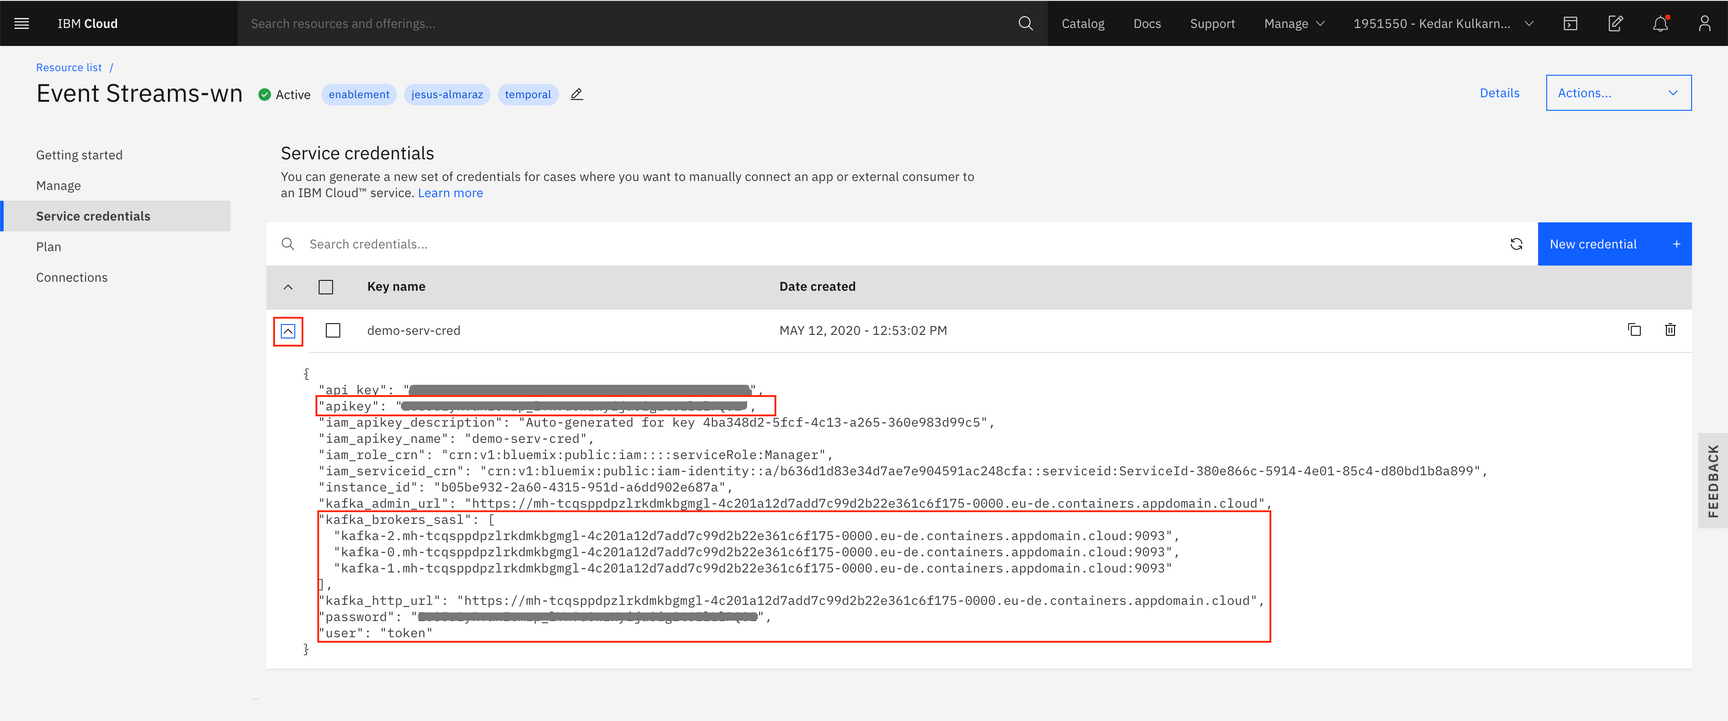 IBM Cloud
Search resources and offerings...
Catalog
Docs
Support
Manage
1951550 - Kedar Kulkarn...
Resource list /
Event Streams-wn
Active
enablement
jesus-almaraz
temporal
Details
Actions...
Getting started
Manage
Service credentials
Plan
Connections
Service credentials
You can generate a new set of credentials for cases where you want to manually connect an app or external consumer to
an IBM Cloud™ service. Learn more
Search credentials...
New credential +
Key name
Date created
demo-serv-cred
MAY 12, 2020 - 12:53:02 PM
{
"api_key": "",
"apikey": "",
"iam_apikey_description": "Auto-generated for key 4ba348d2-5fcf-4c13-a265-360e983d99c5",
"iam_apikey_name": "demo-serv-cred",
"iam_role_crn": "crn:v1:bluemix:public:iam::::serviceRole:Manager",
"iam_serviceid_crn": "crn:v1:bluemix:public:iam-identity::a/b636d1d83e34d7ae7e904591ac248cfa::serviceid:ServiceId-380e866c-5914-4e01-85c4-d80bd1b8a899",
"instance_id": "b05be932-2a60-4315-951d-a6dd902e687a",
"kafka_admin_url": "https://mh-tcqsppdpzlrkdmkbgmgl-4c201a12d7add7c99d2b22e361c6f175-0000.eu-de.containers.appdomain.cloud",
"kafka_brokers_sasl": [
"kafka-2.mh-tcqsppdpzlrkdmkbgmgl-4c201a12d7add7c99d2b22e361c6f175-0000.eu-de.containers.appdomain.cloud:9093",
"kafka-0.mh-tcqsppdpzlrkdmkbgmgl-4c201a12d7add7c99d2b22e361c6f175-0000.eu-de.containers.appdomain.cloud:9093",
"kafka-1.mh-tcqsppdpzlrkdmkbgmgl-4c201a12d7add7c99d2b22e361c6f175-0000.eu-de.containers.appdomain.cloud:9093"
],
"kafka_http_url": "https://mh-tcqsppdpzlrkdmkbgmgl-4c201a12d7add7c99d2b22e361c6f175-0000.eu-de.containers.appdomain.cloud",
"password": "",
"user": "token"
}
FEEDBACK